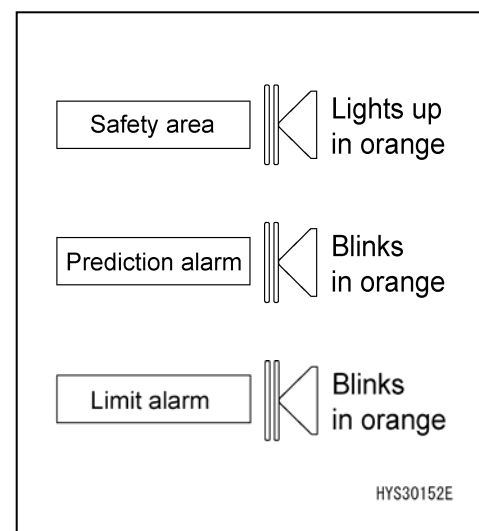 Safety area
Lights up
in orange
Prediction alarm
Blinks
in orange
Limit alarm
Blinks
in orange
HYS30152E